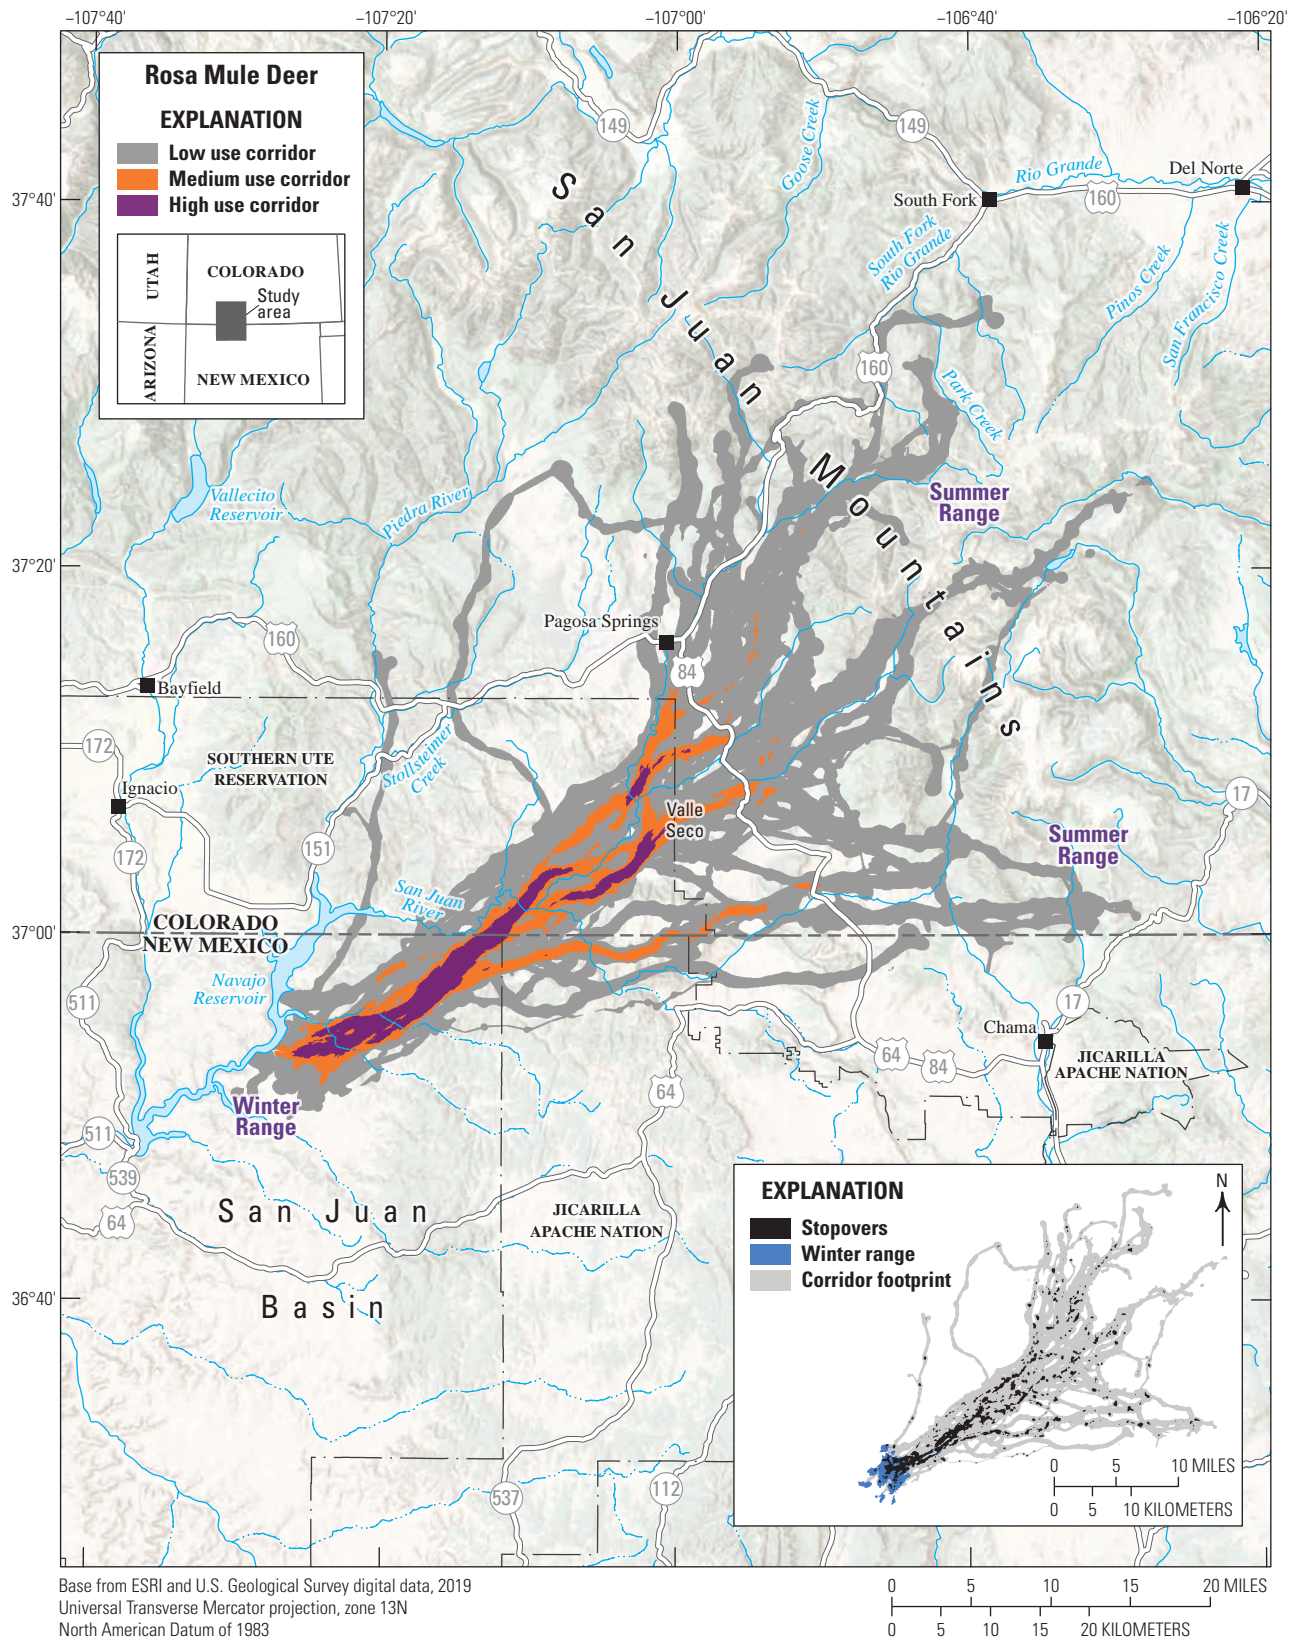 –107°40'
–107°20'
–107°00'
–106°40'
–106°20'
Rosa Mule Deer
EXPLANATION
Low use corridor
Medium use corridor
High use corridor
UTAH
COLORADO
Study
area
ARIZONA
NEW MEXICO
37°40'
37°20'
37°00'
36°40'
149
149
Goose Creek
Rio Grande
Del Norte
160
South Fork
South Fork
Rio Grande
Pinos Creek
San Francisco Creek
San Juan Mountains
160
Park Creek
Summer
Range
Vallecito
Reservoir
Piedra River
Pagosa Springs
160
84
Bayfield
172
SOUTHERN UTE
RESERVATION
Stollsteimer
Creek
Ignacio
17
Valle
Seco
Summer
Range
172
151
San Juan
River
COLORADO
NEW MEXICO
Navajo
Reservoir
511
17
Chama
JICARILLA
APACHE NATION
64
84
64
Winter
Range
511
539
64
San Juan
Basin
JICARILLA
APACHE NATION
537
112
EXPLANATION
Stopovers
Winter range
Corridor footprint
N
0 5 10 MILES
0 5 10 KILOMETERS
Base from ESRI and U.S. Geological Survey digital data, 2019
Universal Transverse Mercator projection, zone 13N
North American Datum of 1983
0 5 10 15 20 MILES
0 5 10 15 20 KILOMETERS